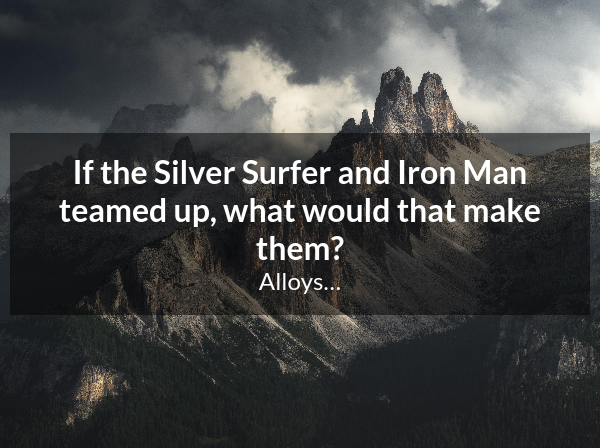 If the Silver Surfer and Iron Man
teamed up, what would that make
them?
Alloys...